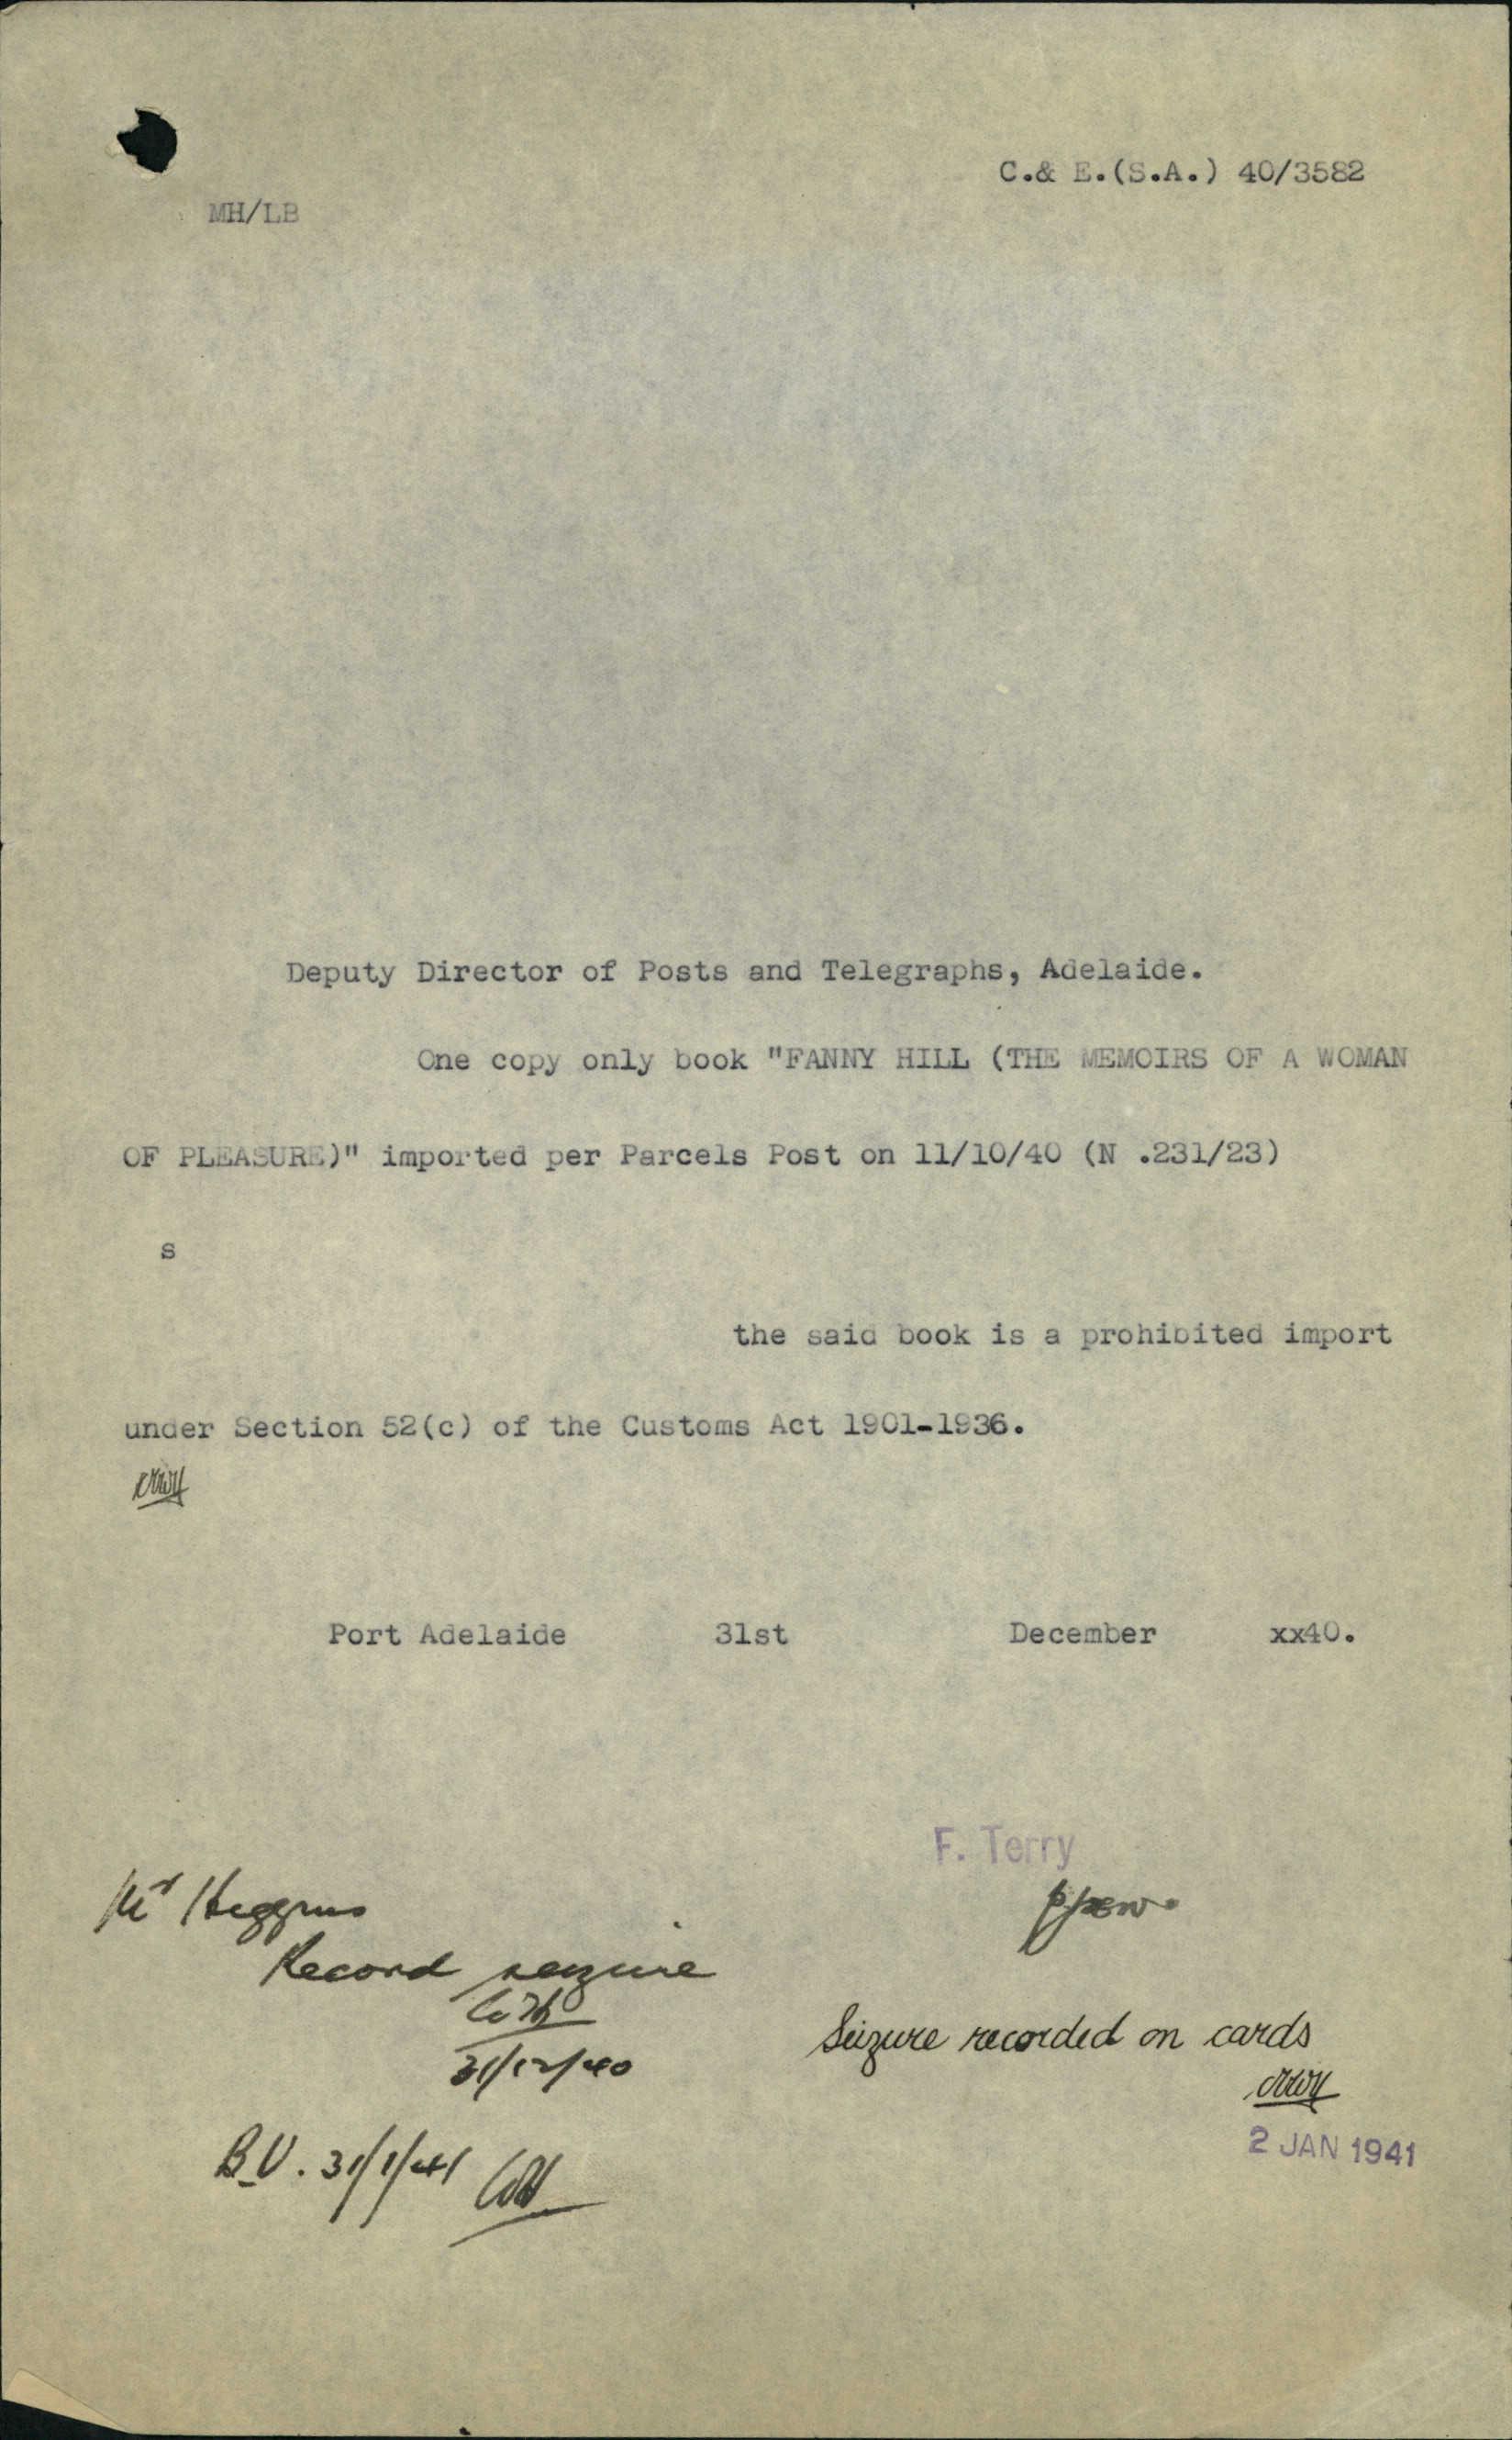 C.& E.(S.A.) 40/3582
MH/LB
Deputy Director of Posts and Telegraphs, Adelaide.
One copy only book "FANNY HILL (THE MEMOIRS OF A WOMAN
OF PLEASURE)" imported per Parcels Post on 11/10/40 (N .231/23)
s
the said book is a prohibited import
under Section 52(c) of the Customs Act 1901-1936.
Port Adelaide 31st December xx40.
F. Terry
Mr Higgins
Record seizure
31/12/40
Seizure recorded on cards
2 JAN 1941
B.U. 31/1/41